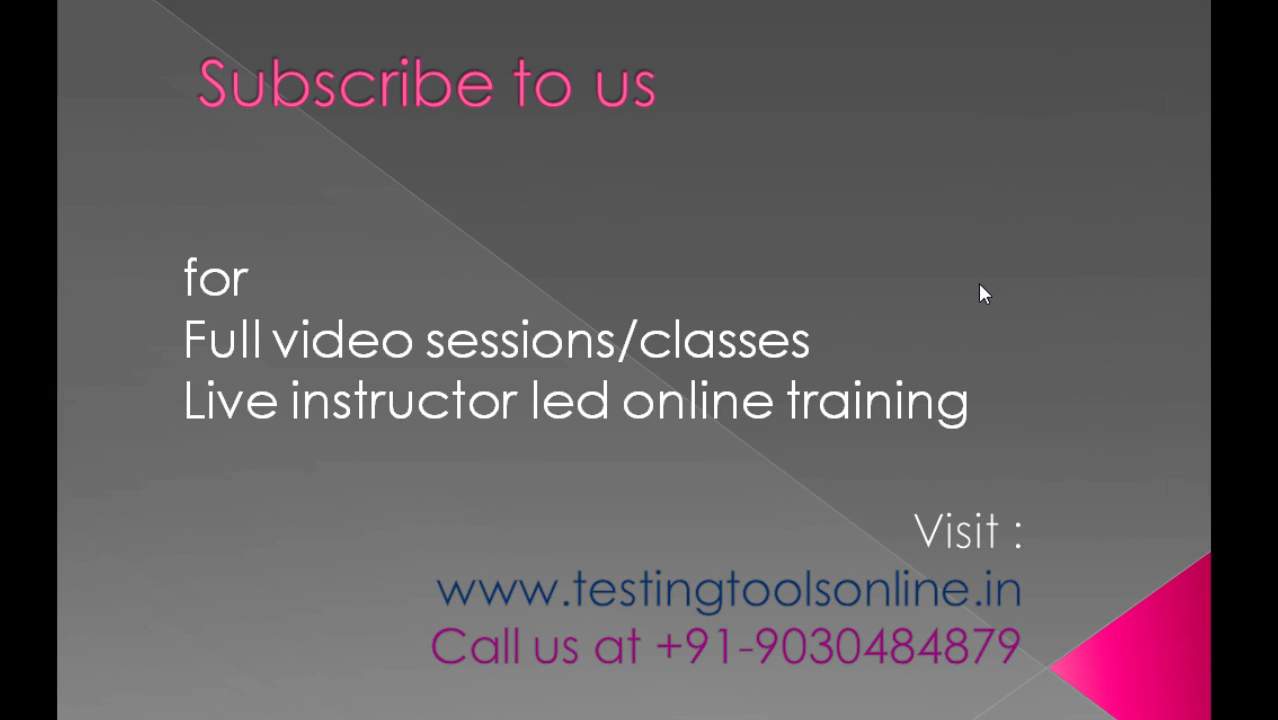 Subscribe to us
for
Full video sessions/classes
Live instructor led online training
Visit :
www.testingtoolsonline.in
Call us at +91-9030484879